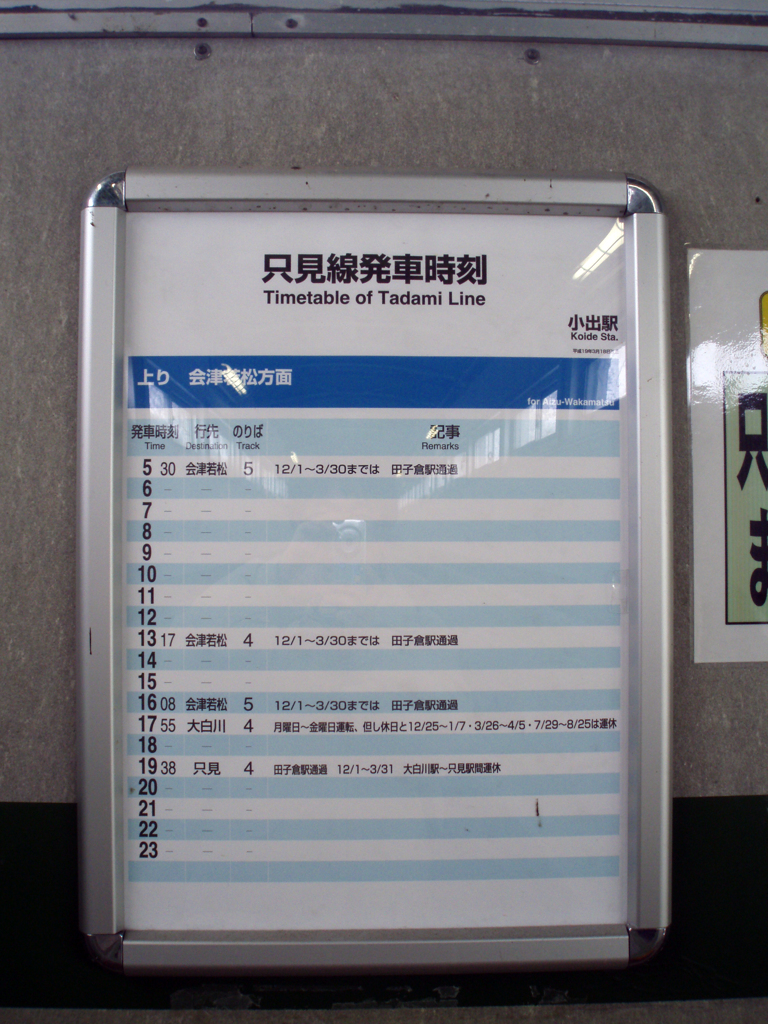 只見線発車時刻
Timetable of Tadami Line
小出駅
Koide Sta.
上り 会津若松方面
for Aizu-Wakamatsu
発車時刻 行先 のりば 記事
Time Destination Track Remarks
5 30 会津若松 5 12/1〜3/30までは 田子倉駅通過
6 – – –
7 – – –
8 – – –
9 – – –
10 – – –
11 – – –
12 – – –
13 17 会津若松 4 12/1〜3/30までは 田子倉駅通過
14 – – –
15 – – –
16 08 会津若松 5 12/1〜3/30までは 田子倉駅通過
17 55 大白川 4 月曜日〜金曜日運転、但し休日と12/25〜1/7・3/26〜4/5・7/29〜8/25は運休
18 – – –
19 38 只見 4 田子倉駅通過 12/1〜3/31 大白川駅〜只見駅間運休
20 – – –
21 – – –
22 – – –
23 – – –